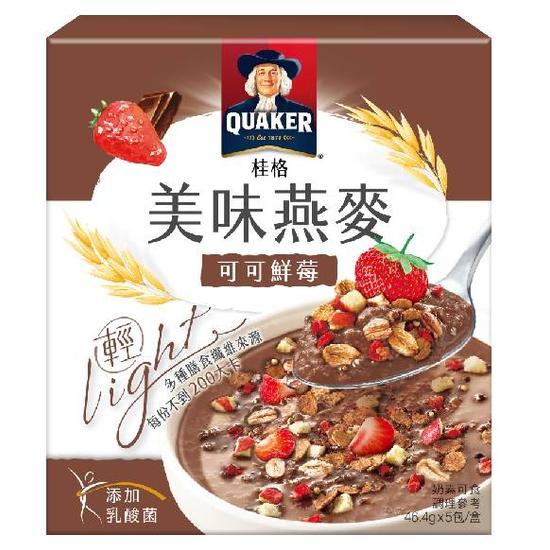 QUAKER
桂格
美味燕麥
可可鮮莓
輕
Light
多種膳食纖維來源
每份不到200大卡
添加
乳酸菌
奶素可食
調理參考
46.4g×5包/盒